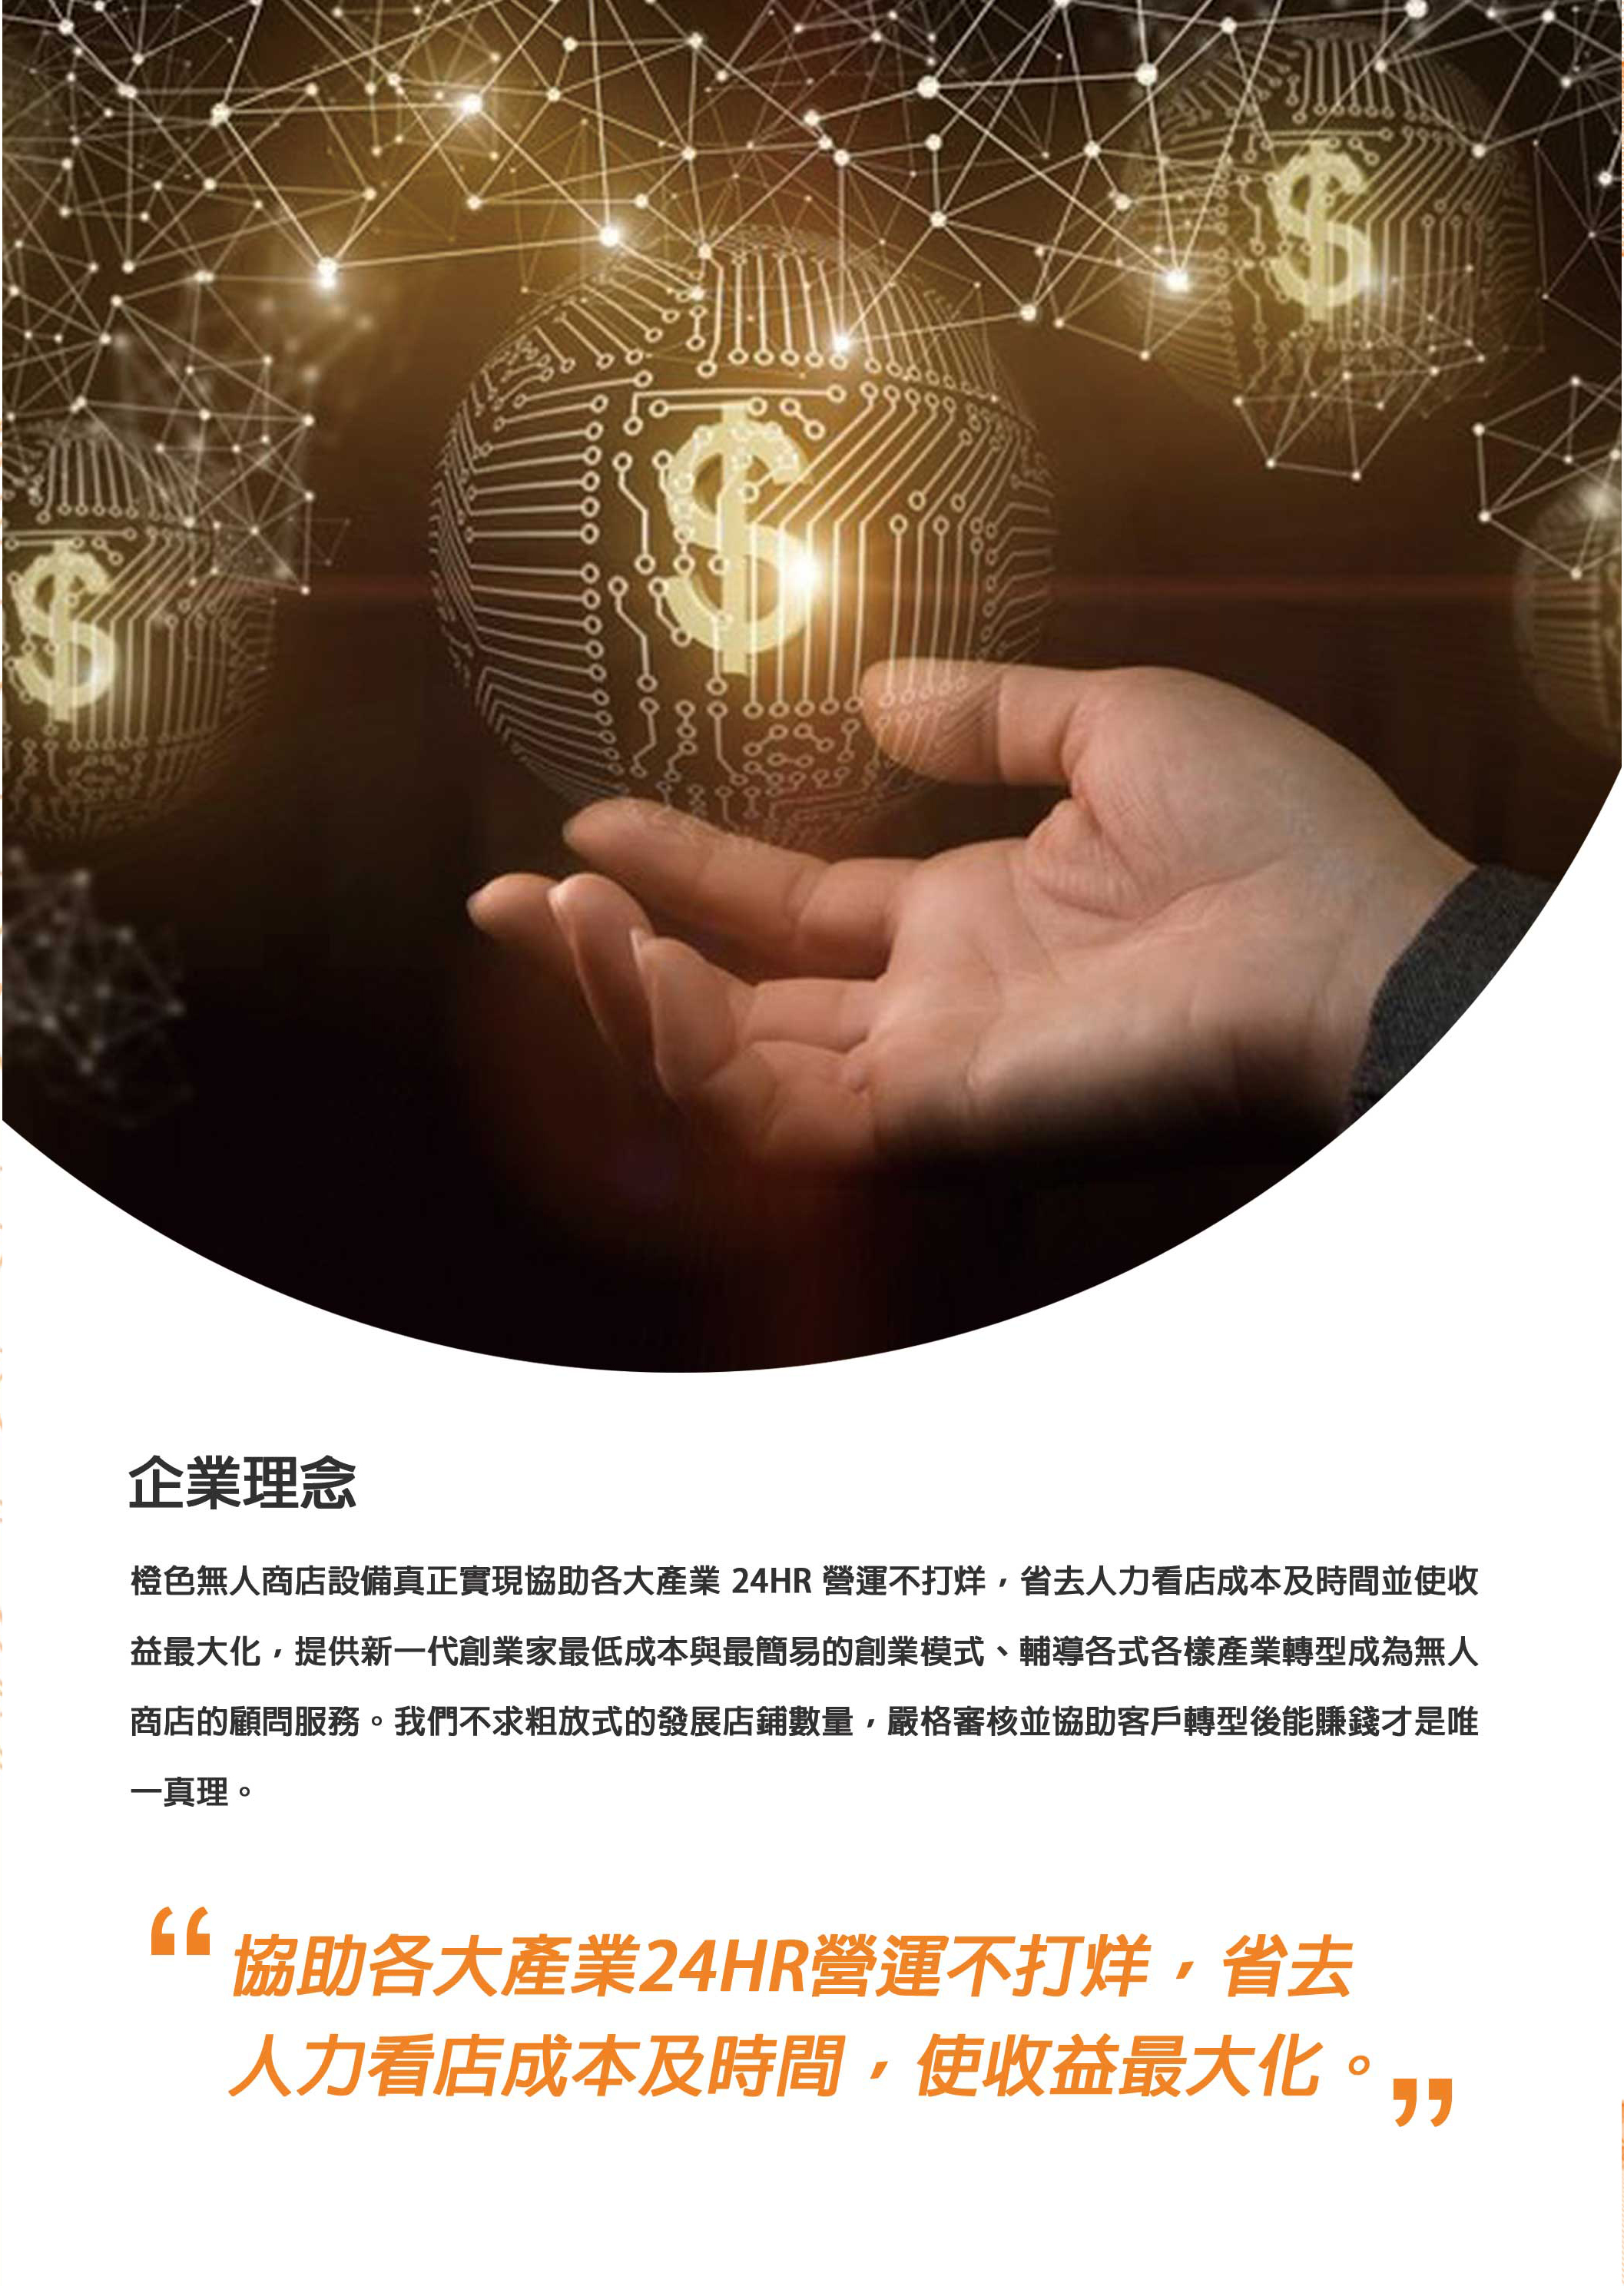 企業理念
橙色無人商店設備真正實現協助各大產業 24HR 營運不打烊，省去人力看店成本及時間並使收
益最大化，提供新一代創業家最低成本與最簡易的創業模式、輔導各式各樣產業轉型成為無人
商店的顧問服務。我們不求粗放式的發展店鋪數量，嚴格審核並協助客戶轉型後能賺錢才是唯
一真理。
“協助各大產業24HR營運不打烊，省去
人力看店成本及時間，使收益最大化。”